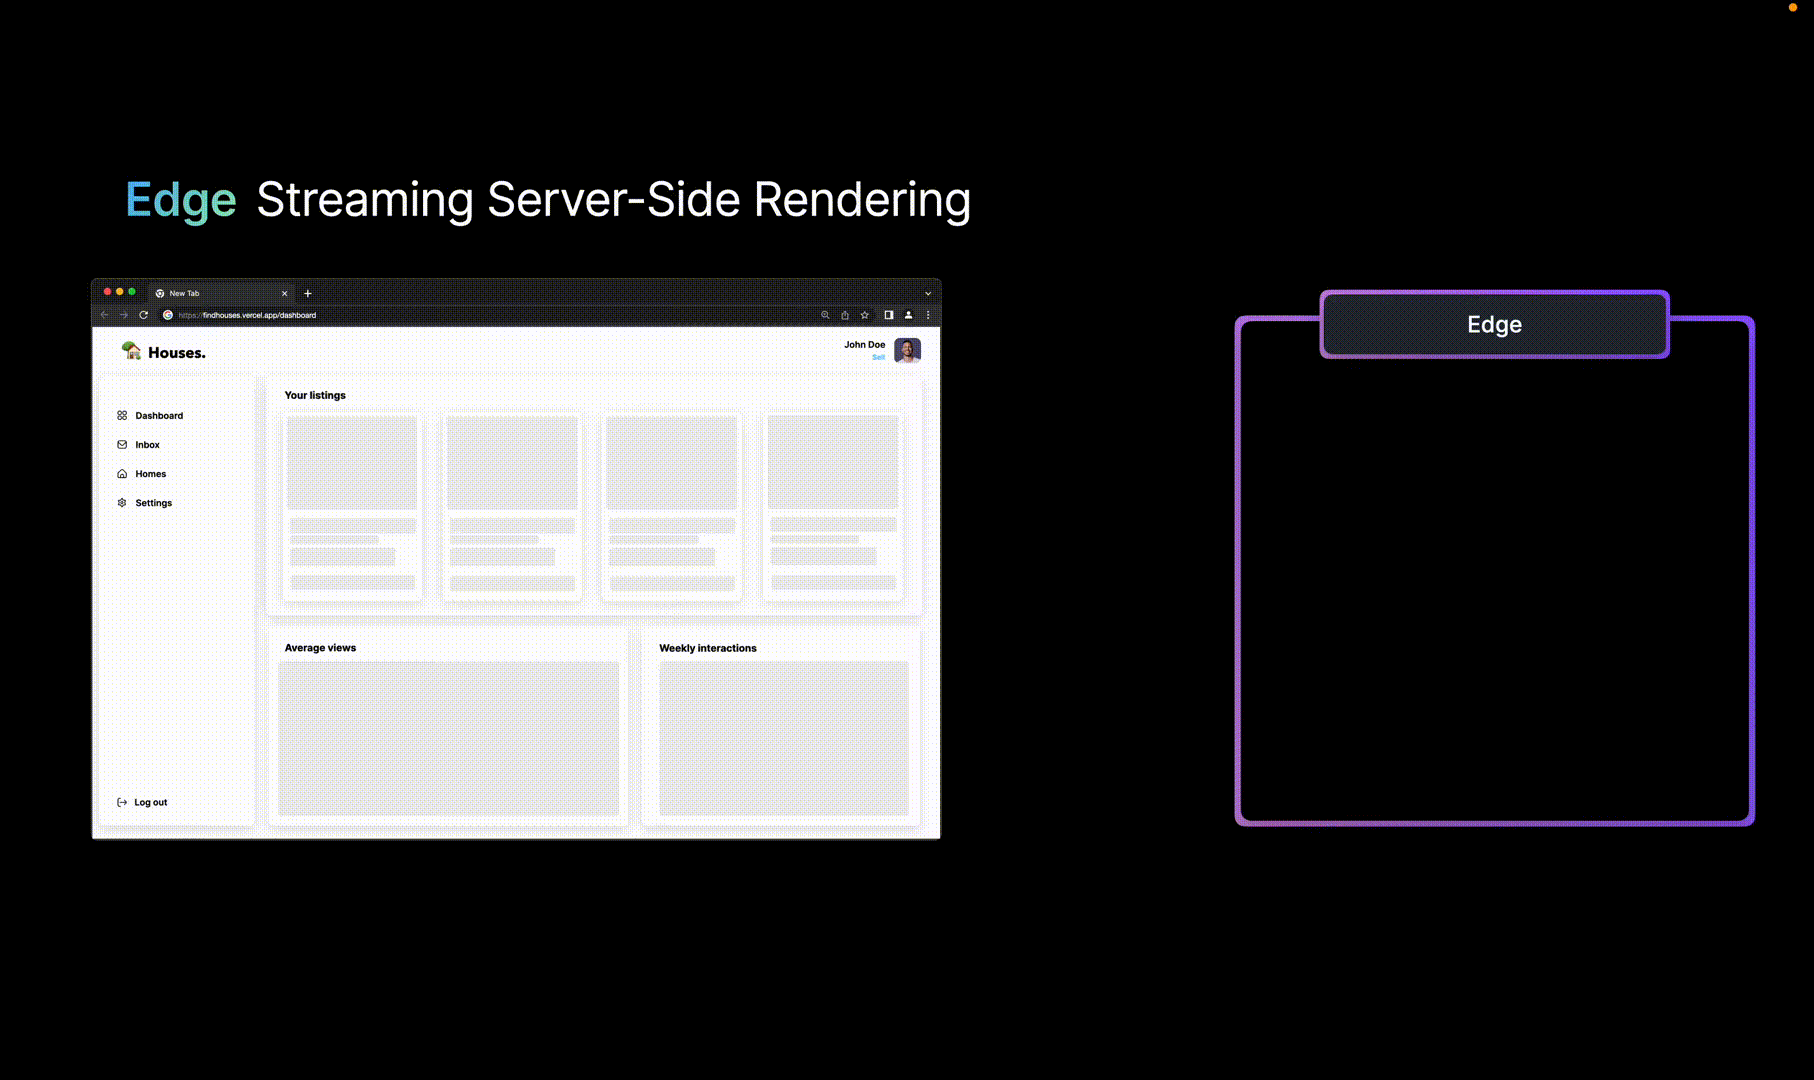 Edge Streaming Server-Side Rendering
New Tab
https://findhouses.vercel.app/dashboard
Houses.
John Doe
Sell
Dashboard
Inbox
Homes
Settings
Log out
Your listings
Average views
Weekly interactions
Edge